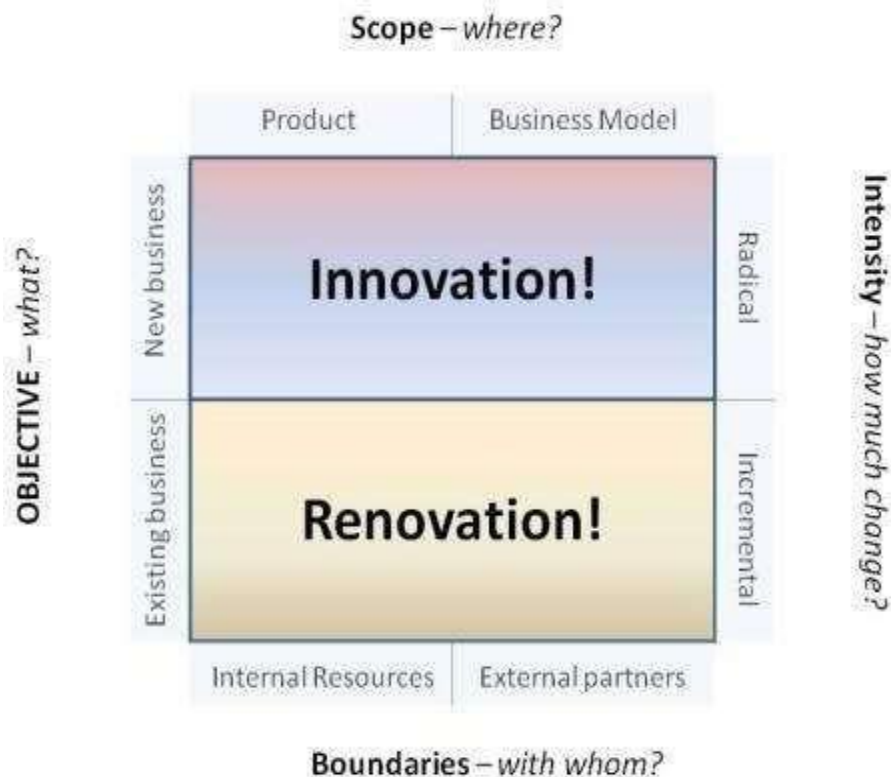 Scope – where?
Product
Business Model
OBJECTIVE – what?
New business
Existing business
Innovation!
Renovation!
Radical
Incremental
Intensity – how much change?
Internal Resources
External partners
Boundaries – with whom?